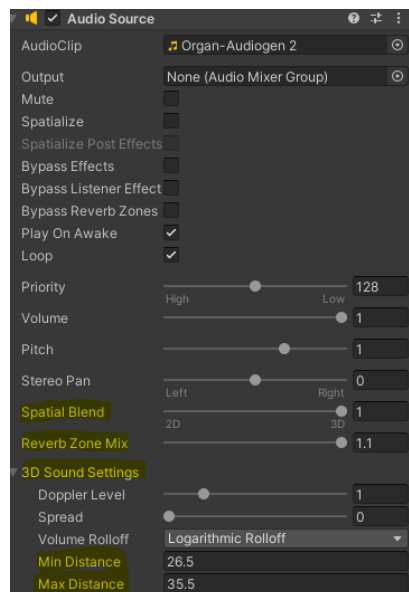 Audio Source
AudioClip Organ-Audiogen 2
Output None (Audio Mixer Group)
Mute
Spatialize
Spatialize Post Effects
Bypass Effects
Bypass Listener Effect
Bypass Reverb Zones
Play On Awake
Loop
Priority 128
High Low
Volume 1
Pitch 1
Stereo Pan 0
Left Right
Spatial Blend 1
2D 3D
Reverb Zone Mix 1.1
3D Sound Settings
Doppler Level 1
Spread 0
Volume Rolloff Logarithmic Rolloff
Min Distance 26.5
Max Distance 35.5